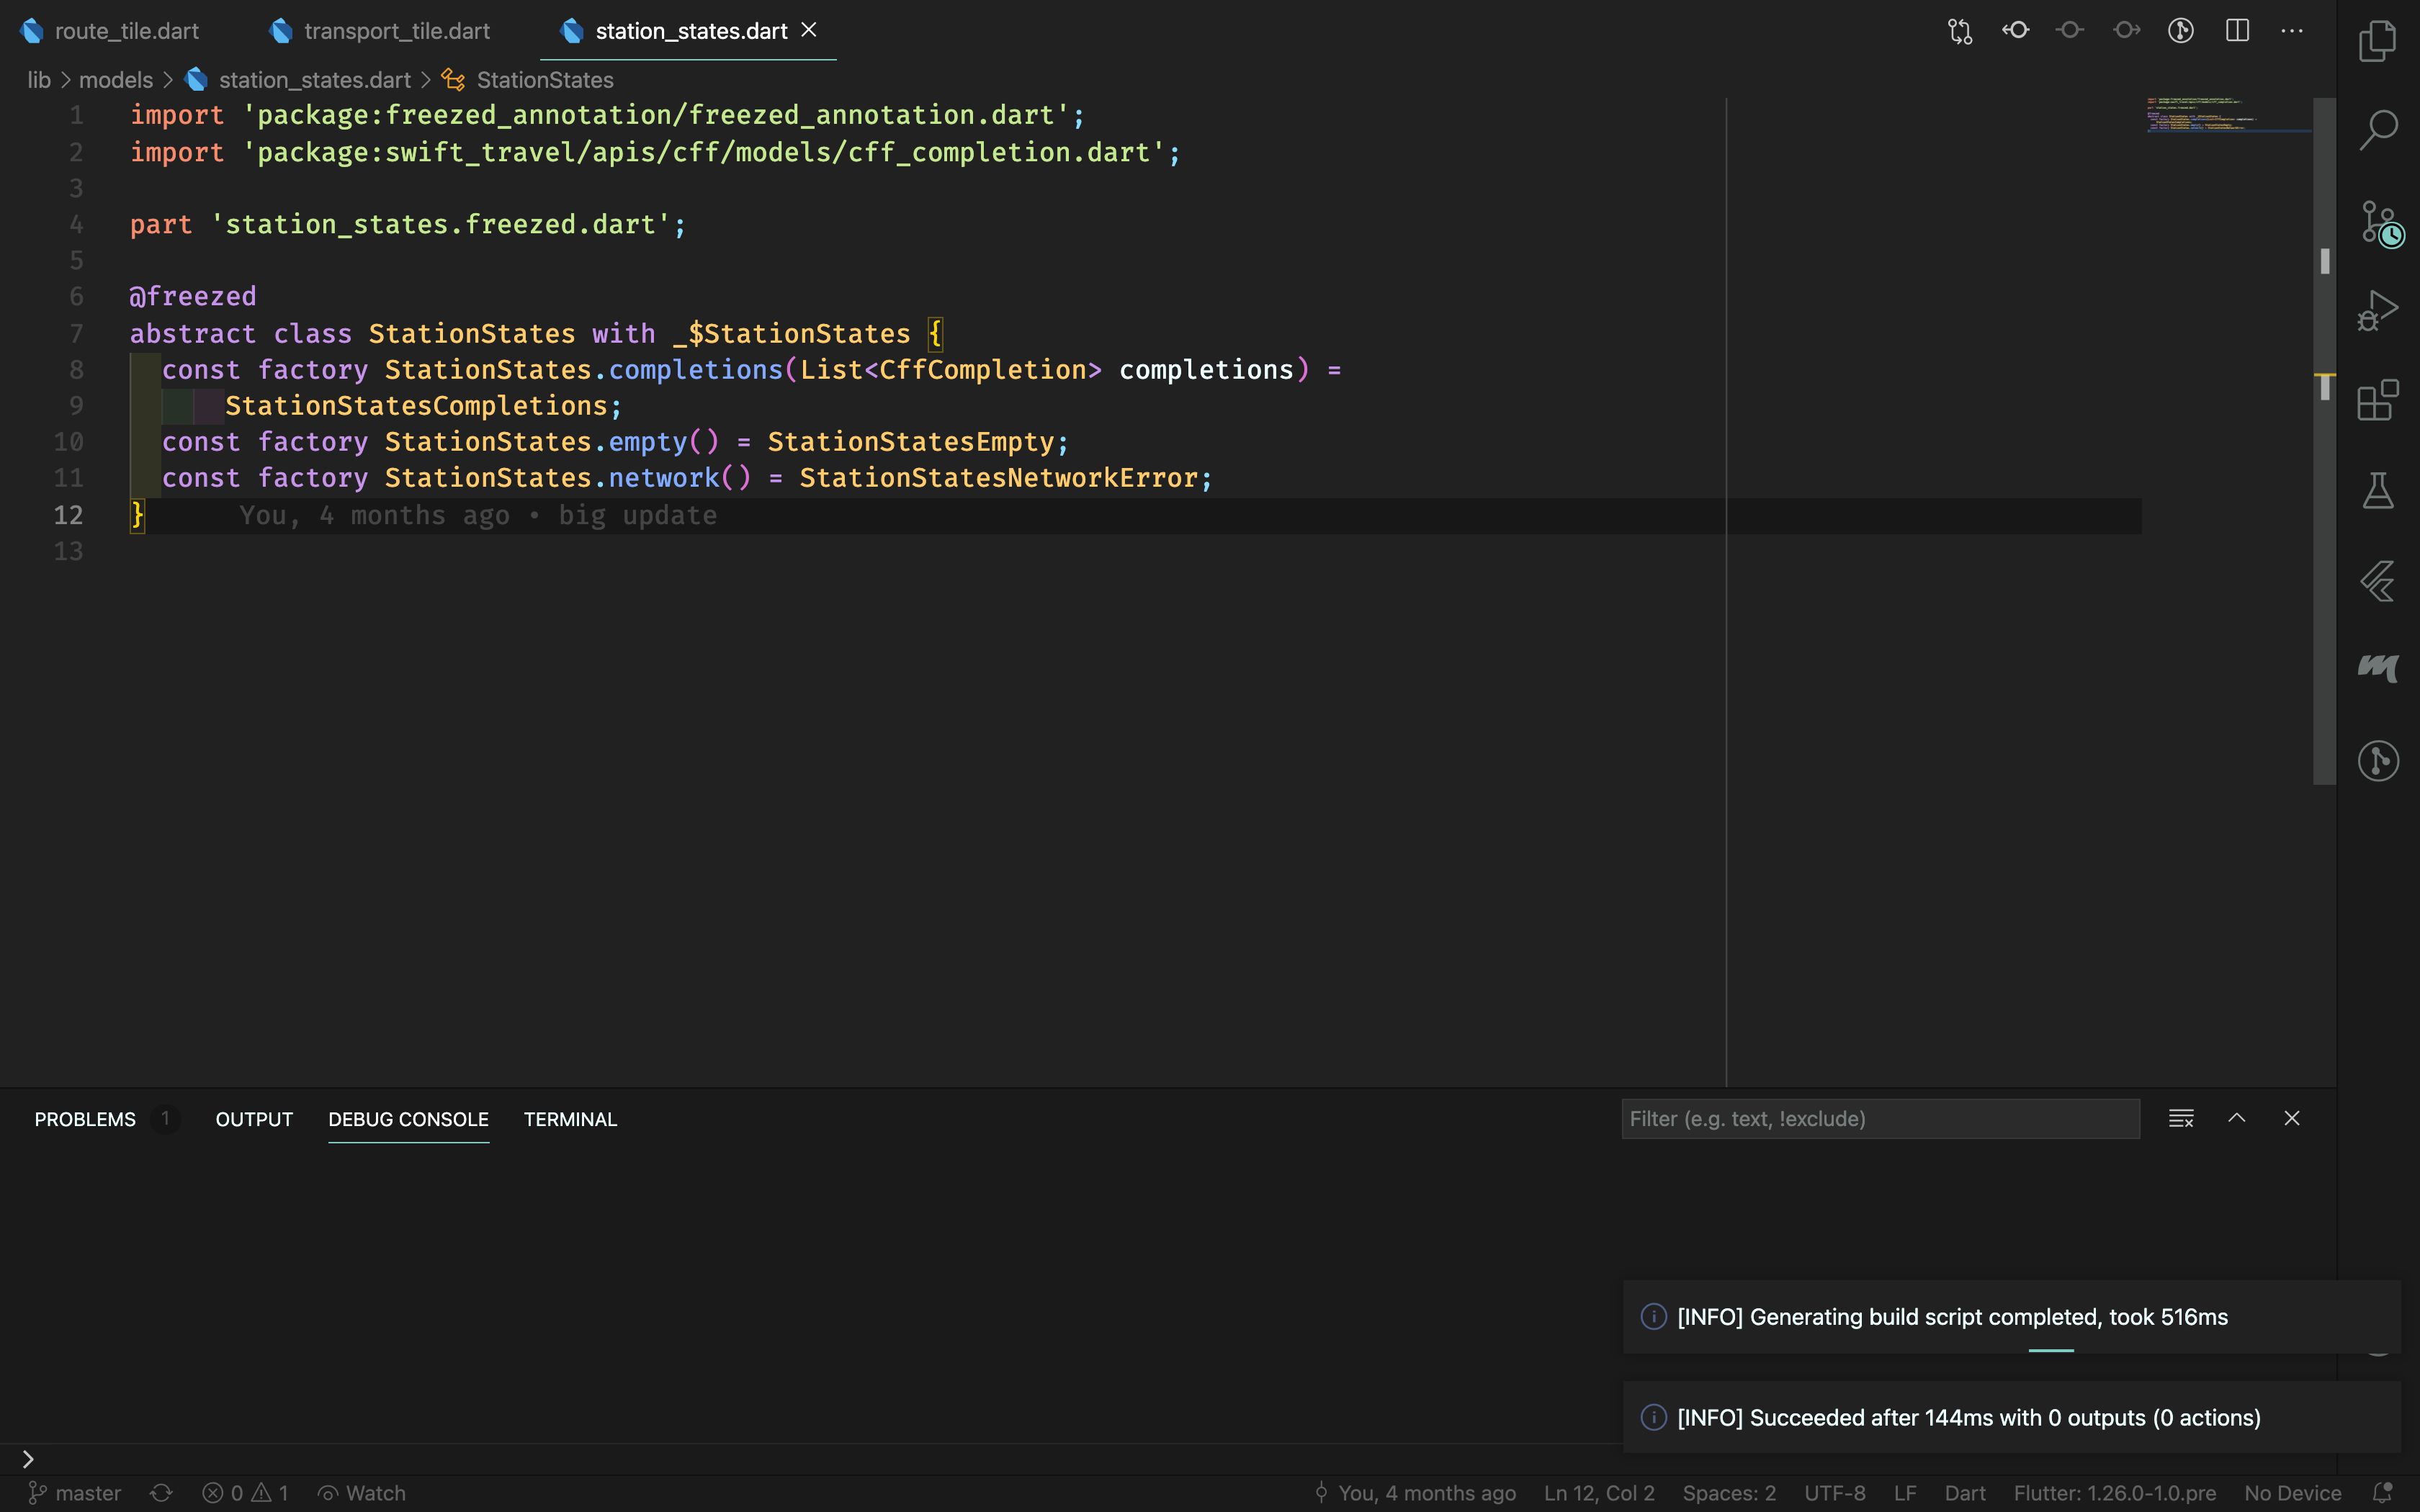 route_tile.dart transport_tile.dart station_states.dart
lib models station_states.dart StationStates
1 import 'package:freezed_annotation/freezed_annotation.dart';
2 import 'package:swift_travel/apis/cff/models/cff_completion.dart';
3
4 part 'station_states.freezed.dart';
5
6 @freezed
7 abstract class StationStates with _$StationStates {
8 const factory StationStates.completions(List<CffCompletion> completions) =
9 StationStatesCompletions;
10 const factory StationStates.empty() = StationStatesEmpty;
11 const factory StationStates.network() = StationStatesNetworkError;
12 } You, 4 months ago • big update
13
PROBLEMS 1 OUTPUT DEBUG CONSOLE TERMINAL Filter (e.g. text, !exclude)
[INFO] Generating build script completed, took 516ms
[INFO] Succeeded after 144ms with 0 outputs (0 actions)
master 0 1 Watch You, 4 months ago Ln 12, Col 2 Spaces: 2 UTF-8 LF Dart Flutter: 1.26.0-1.0.pre No Device